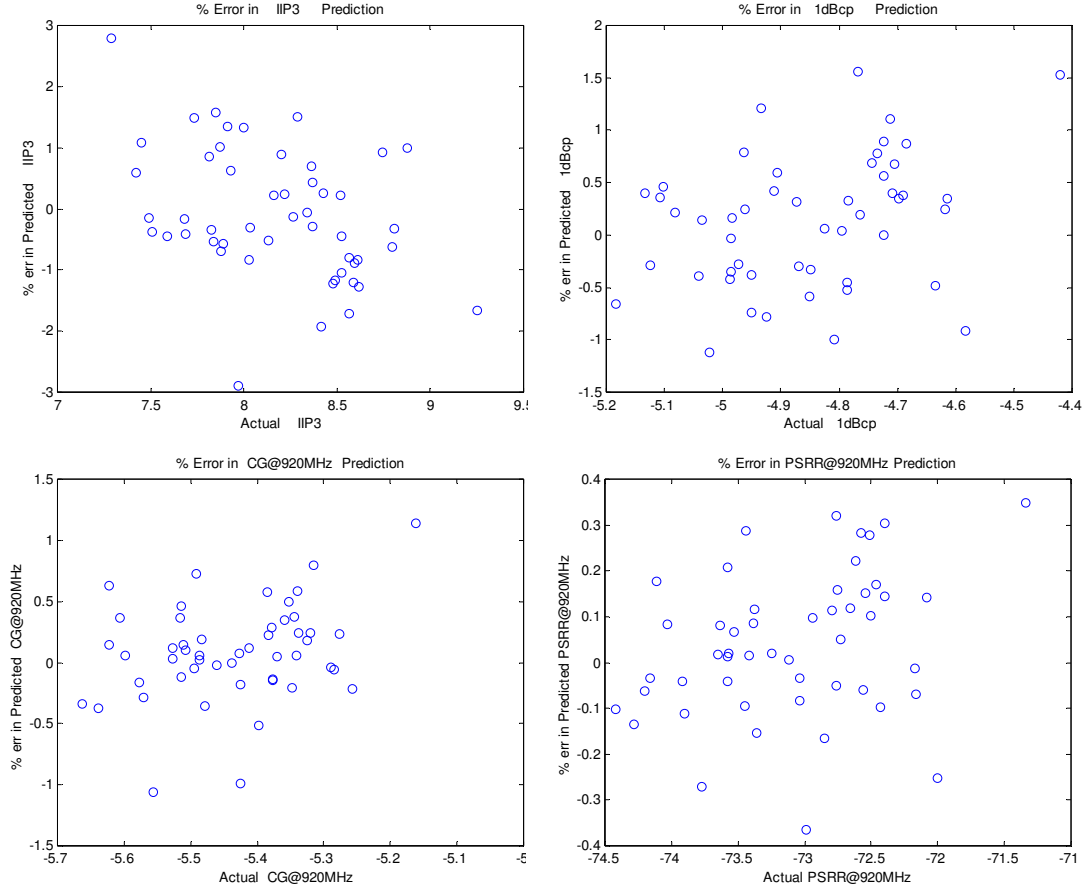 % Error in IIP3 Prediction
% err in Predicted IIP3
3
2
1
0
-1
-2
-3
7 7.5 8 8.5 9 9.5
Actual IIP3
% Error in 1dBcp Prediction
% err in Predicted 1dBcp
2
1.5
1
0.5
0
-0.5
-1
-1.5
-5.2 -5.1 -5 -4.9 -4.8 -4.7 -4.6 -4.5 -4.4
Actual 1dBcp
% Error in CG@920MHz Prediction
% err in Predicted CG@920MHz
1.5
1
0.5
0
-0.5
-1
-1.5
-5.7 -5.6 -5.5 -5.4 -5.3 -5.2 -5.1 -5
Actual CG@920MHz
% Error in PSRR@920MHz Prediction
% err in Predicted PSRR@920MHz
0.4
0.3
0.2
0.1
0
-0.1
-0.2
-0.3
-0.4
-74.5 -74 -73.5 -73 -72.5 -72 -71.5 -71
Actual PSRR@920MHz